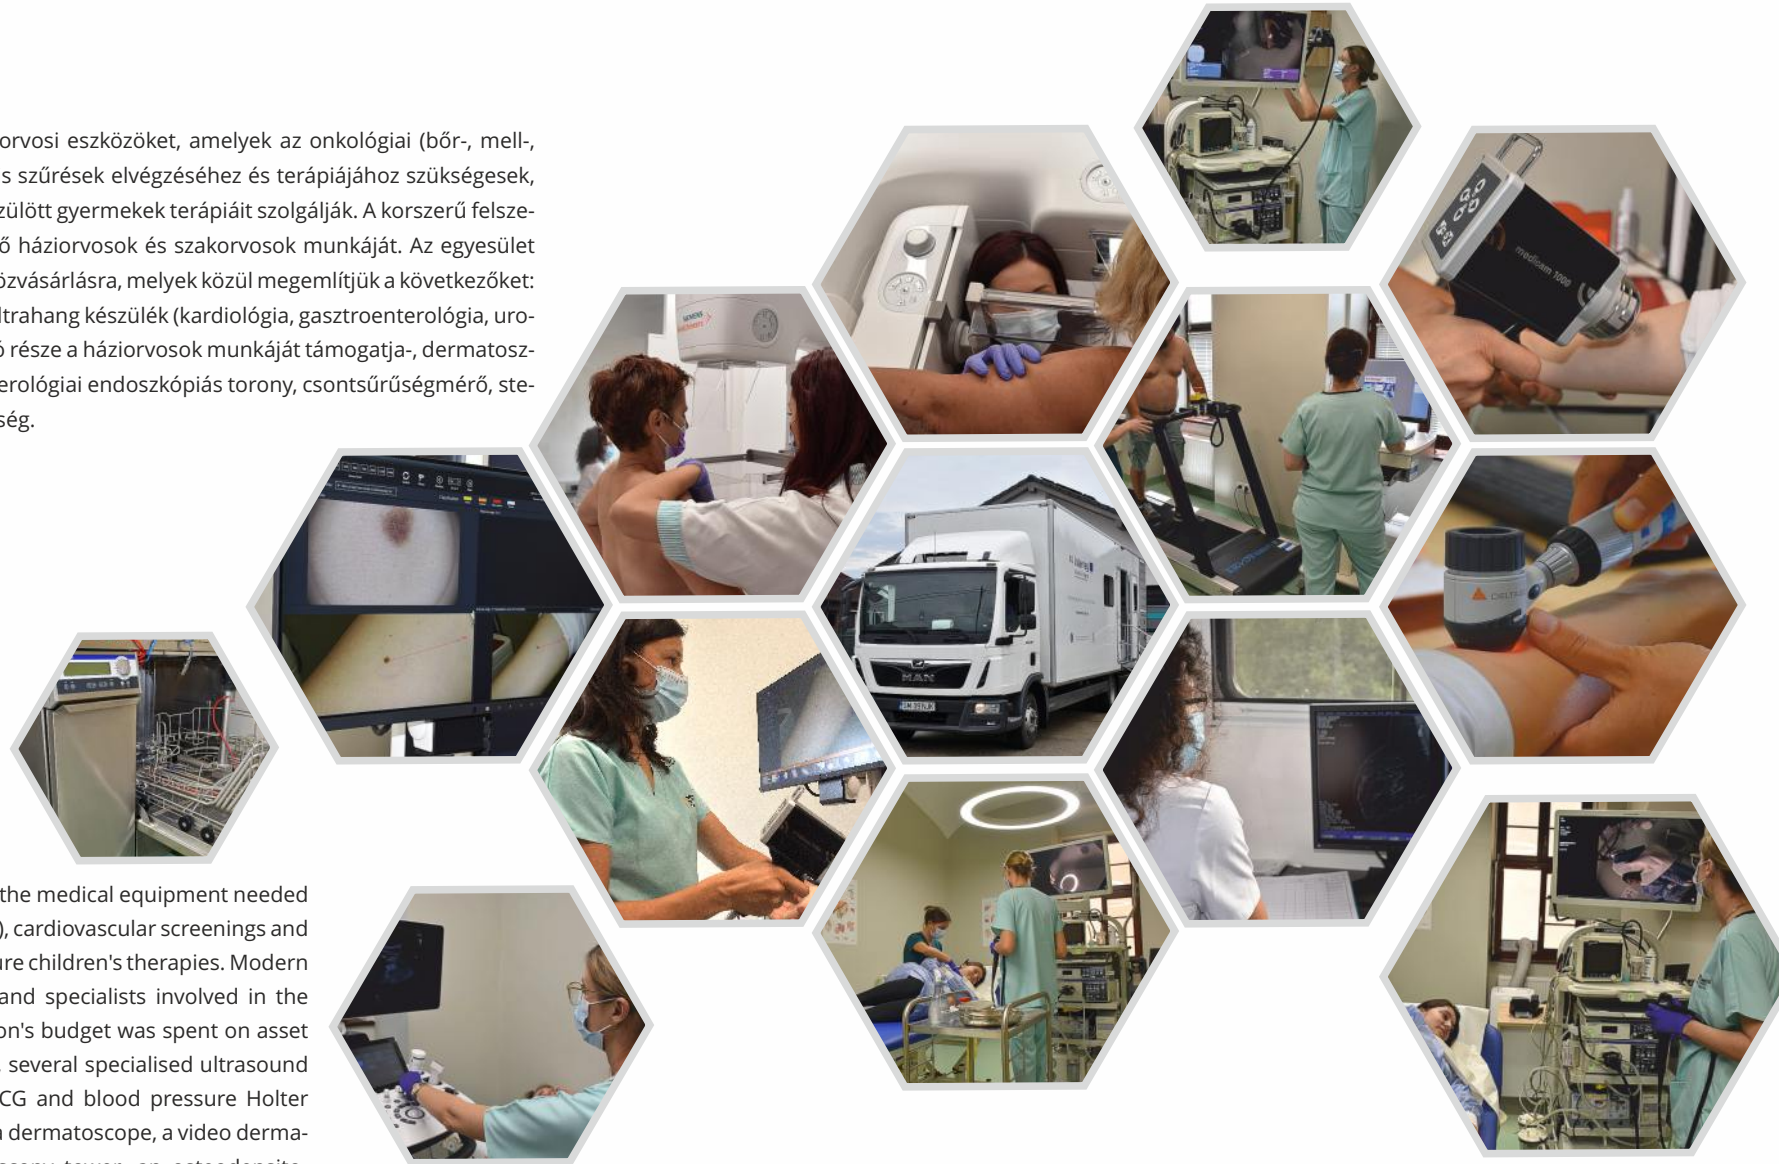 orvosi eszközöket, amelyek az onkológiai (bőr-, mell-,
s szűrések elvégzéséhez és terápiájához szükségesek,
zülött gyermekek terápiáit szolgálják. A korszerű felsze-
ő háziorvosok és szakorvosok munkáját. Az egyesület
özvásárlásra, melyek közül megemlítjük a következőket:
ltrahang készülék (kardiológia, gasztroenterológia, uro-
ó része a háziorvosok munkáját támogatja-, dermatosz-
erológiai endoszkópiás torony, csontsűrűségmérő, ste-
ség.
medicam 1000
SIEMENS
MAN
DELTA
the medical equipment needed
), cardiovascular screenings and
ure children's therapies. Modern
and specialists involved in the
on's budget was spent on asset
, several specialised ultrasound
CG and blood pressure Holter
a dermatoscope, a video derma-